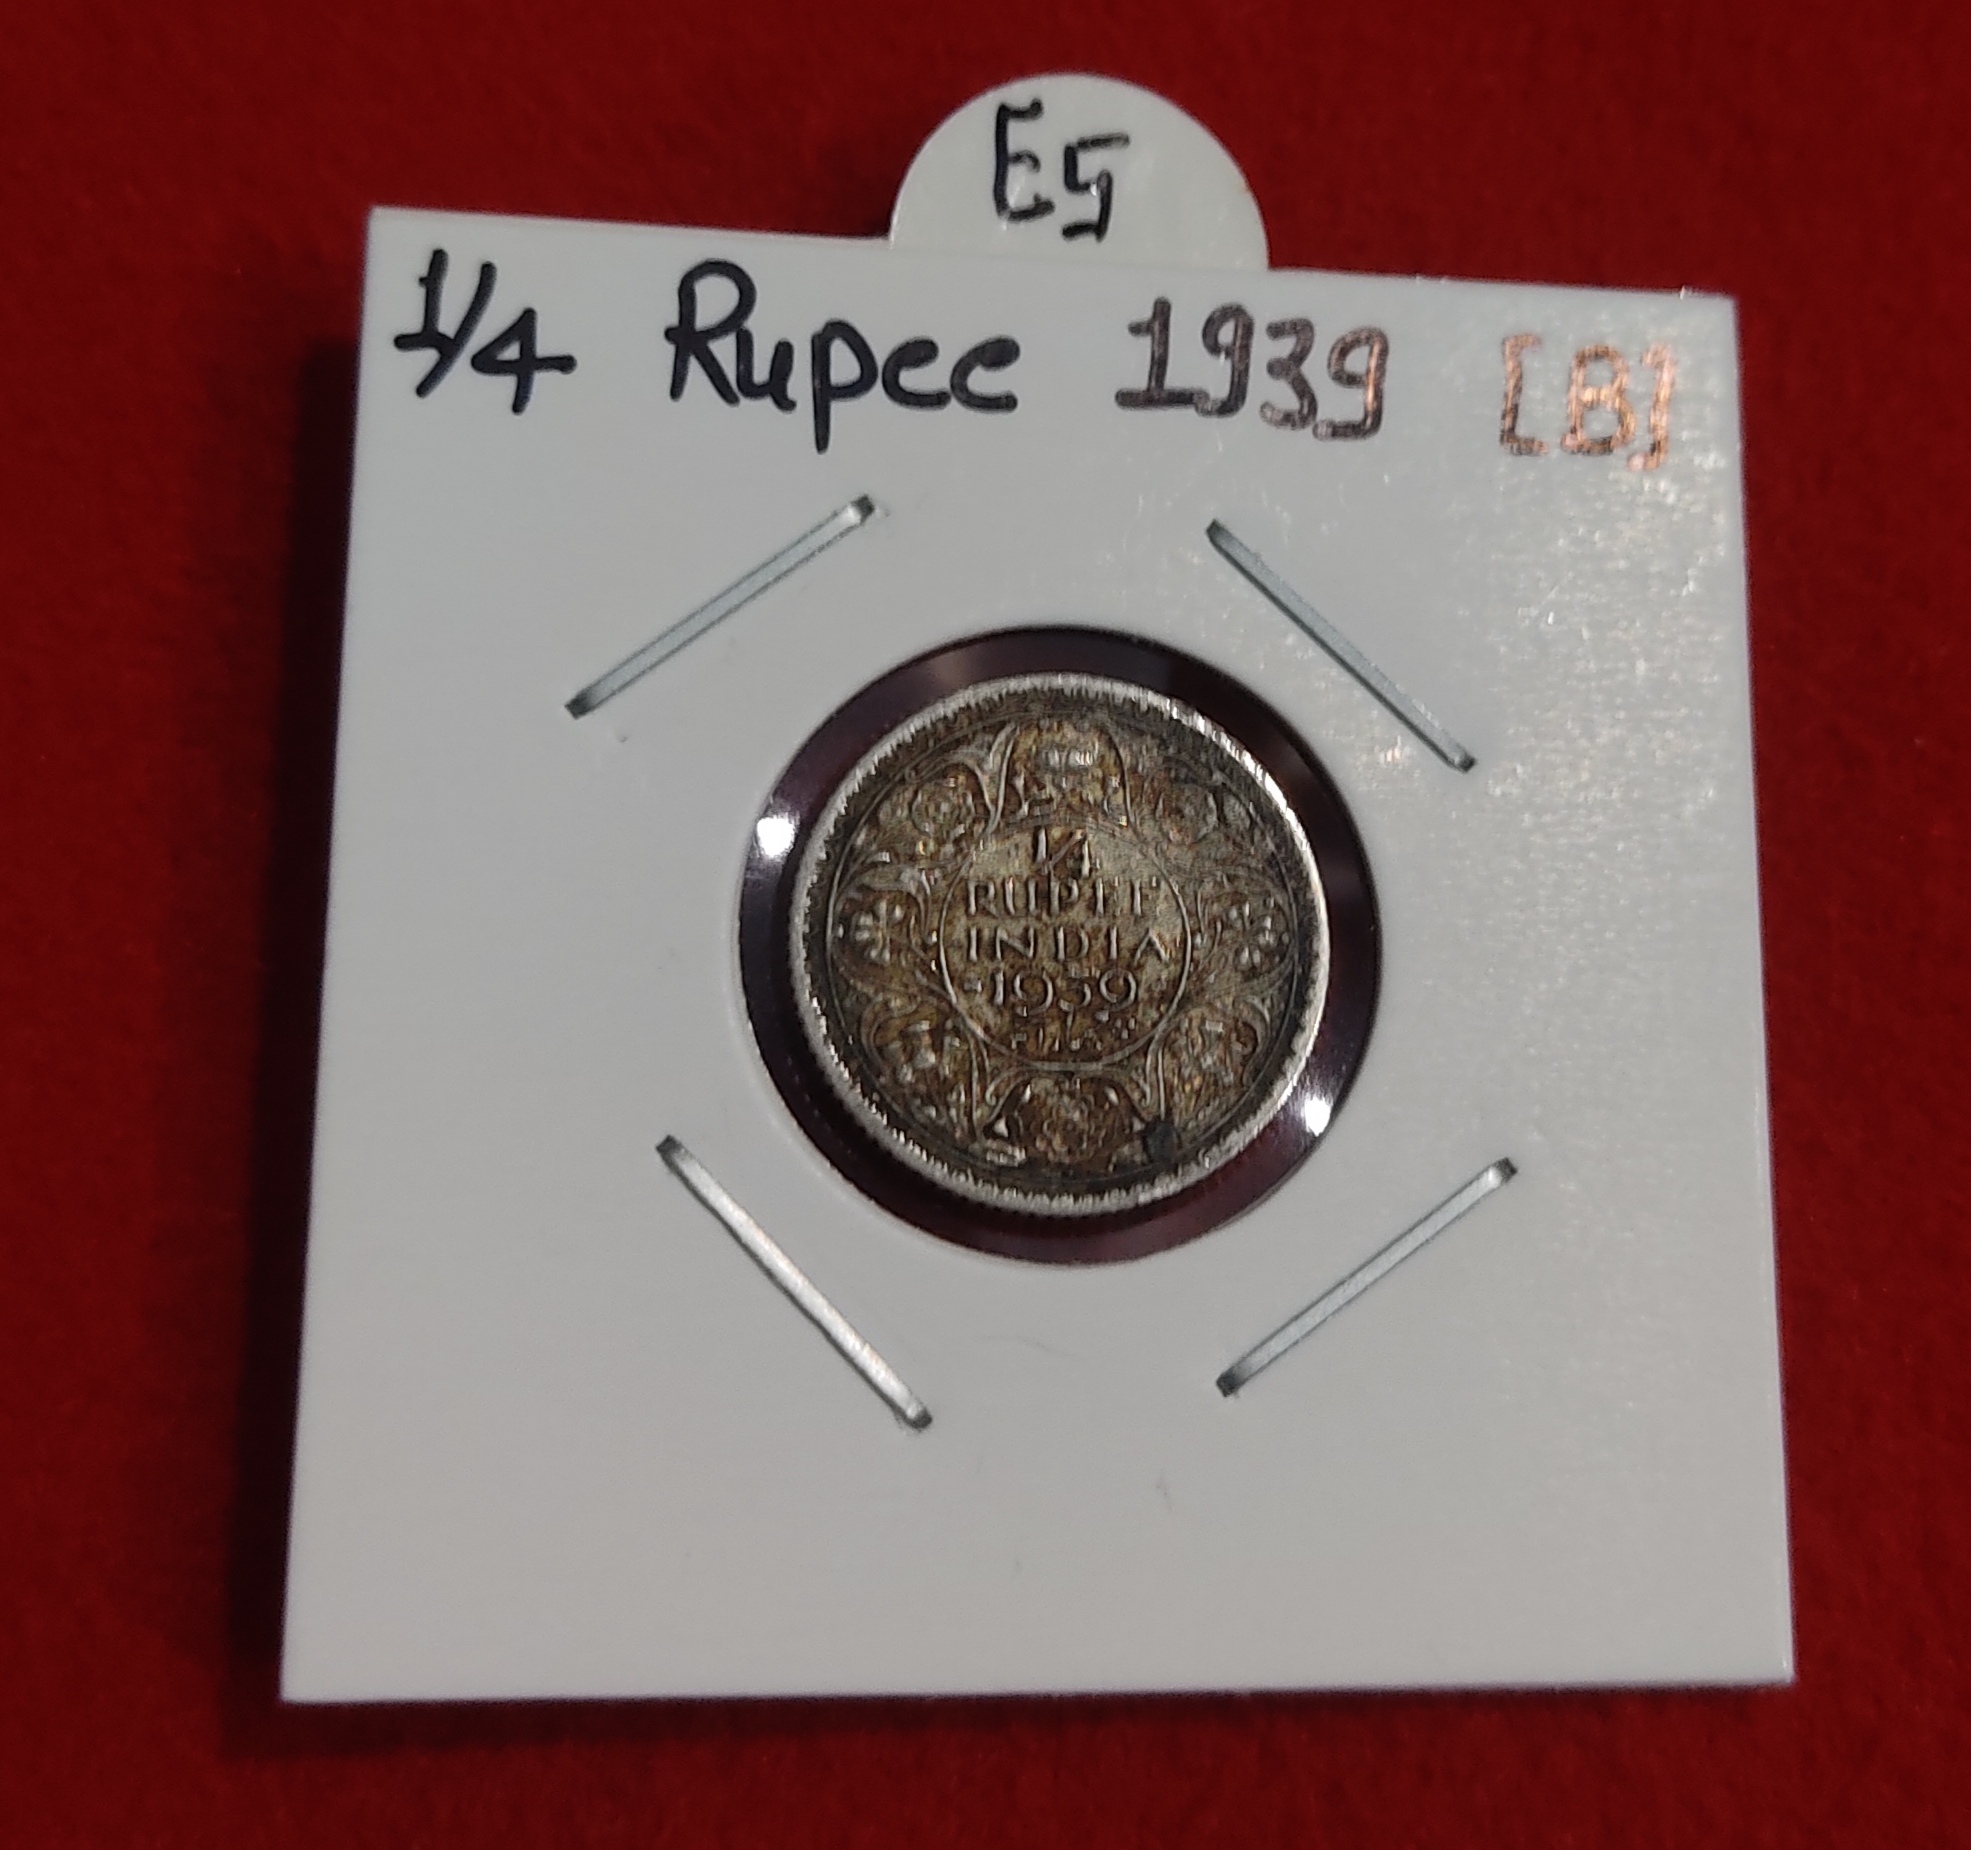 E5
1/4 Rupee 1939 [B]
1/4
RUPEE
INDIA
1939